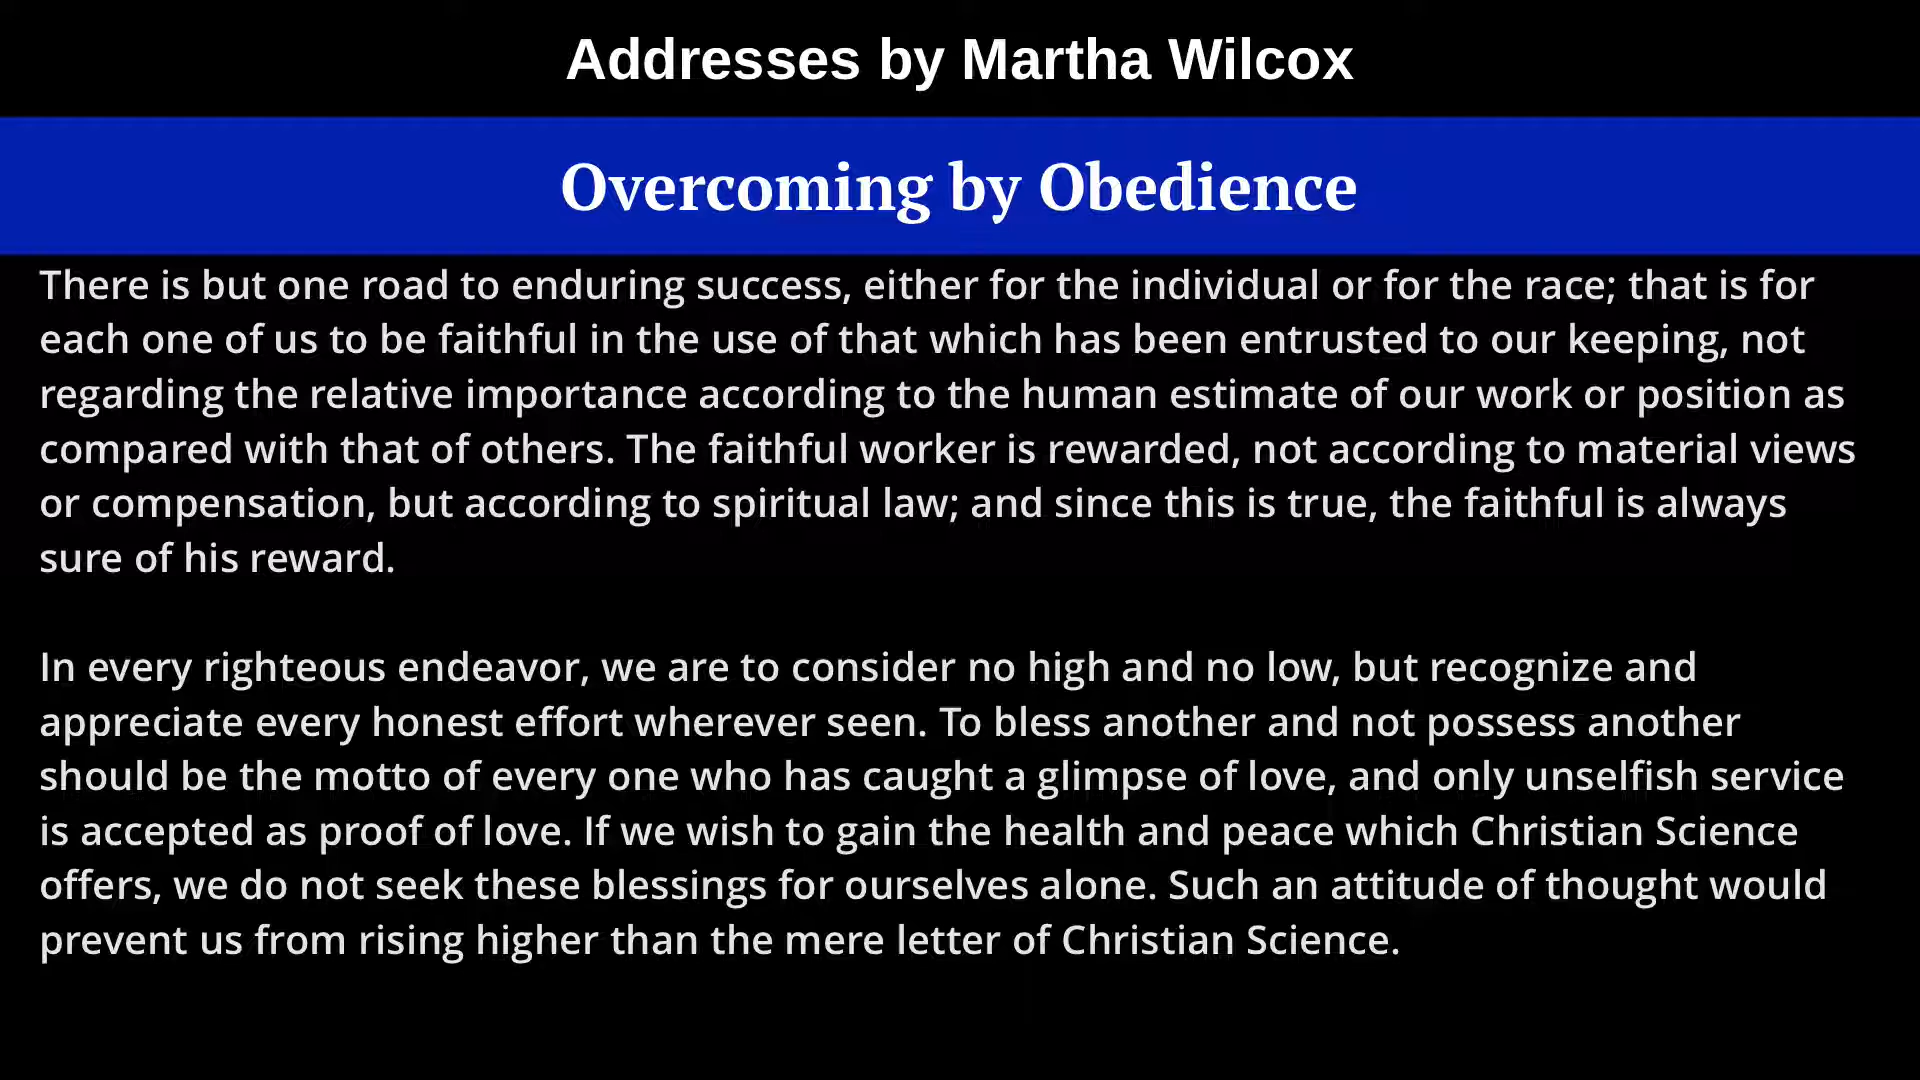 Addresses by Martha Wilcox
Overcoming by Obedience
There is but one road to enduring success, either for the individual or for the race; that is for
each one of us to be faithful in the use of that which has been entrusted to our keeping, not
regarding the relative importance according to the human estimate of our work or position as
compared with that of others. The faithful worker is rewarded, not according to material views
or compensation, but according to spiritual law; and since this is true, the faithful is always
sure of his reward.
In every righteous endeavor, we are to consider no high and no low, but recognize and
appreciate every honest effort wherever seen. To bless another and not possess another
should be the motto of every one who has caught a glimpse of love, and only unselfish service
is accepted as proof of love. If we wish to gain the health and peace which Christian Science
offers, we do not seek these blessings for ourselves alone. Such an attitude of thought would
prevent us from rising higher than the mere letter of Christian Science.